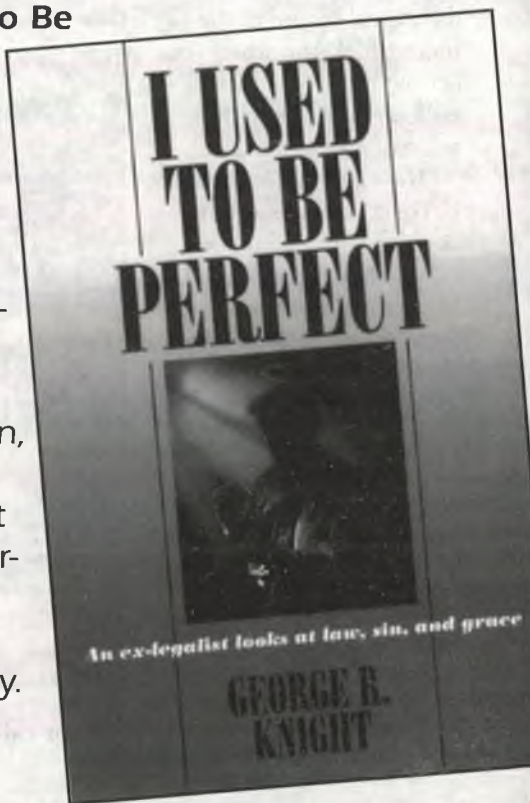 o Be
-
n,
t
r-
y.
I USED
TO BE
PERFECT
An ex-legalist looks at law, sin, and grace
GEORGE R.
KNIGHT